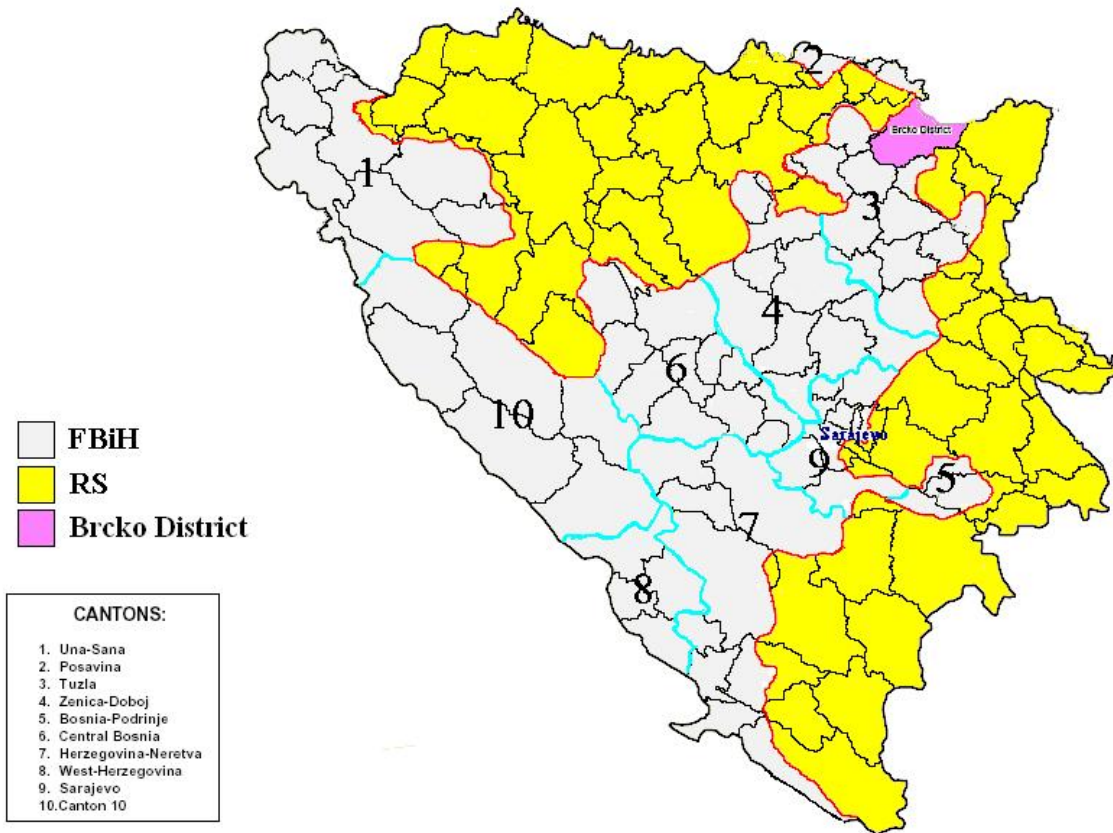 2
Brcko District
1
3
4
6
10
Sarajevo
9
5
7
8
FBiH
RS
Brcko District
CANTONS:
1. Una-Sana
2. Posavina
3. Tuzla
4. Zenica-Doboj
5. Bosnia-Podrinje
6. Central Bosnia
7. Herzegovina-Neretva
8. West-Herzegovina
9. Sarajevo
10.Canton 10